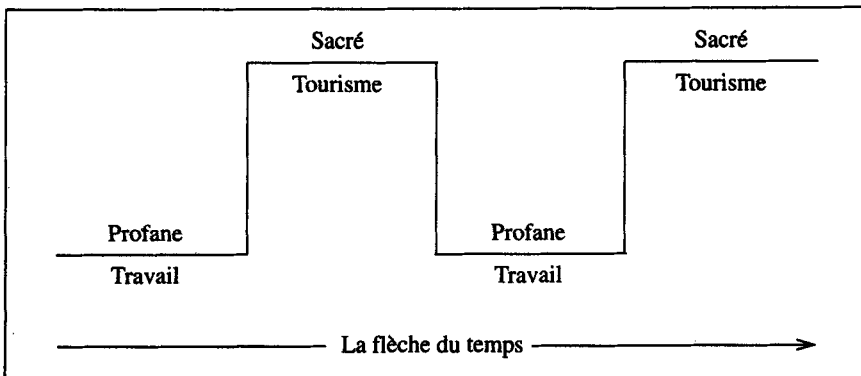 Sacré
Sacré
Tourisme
Tourisme
Profane
Profane
Travail
Travail
La flèche du temps